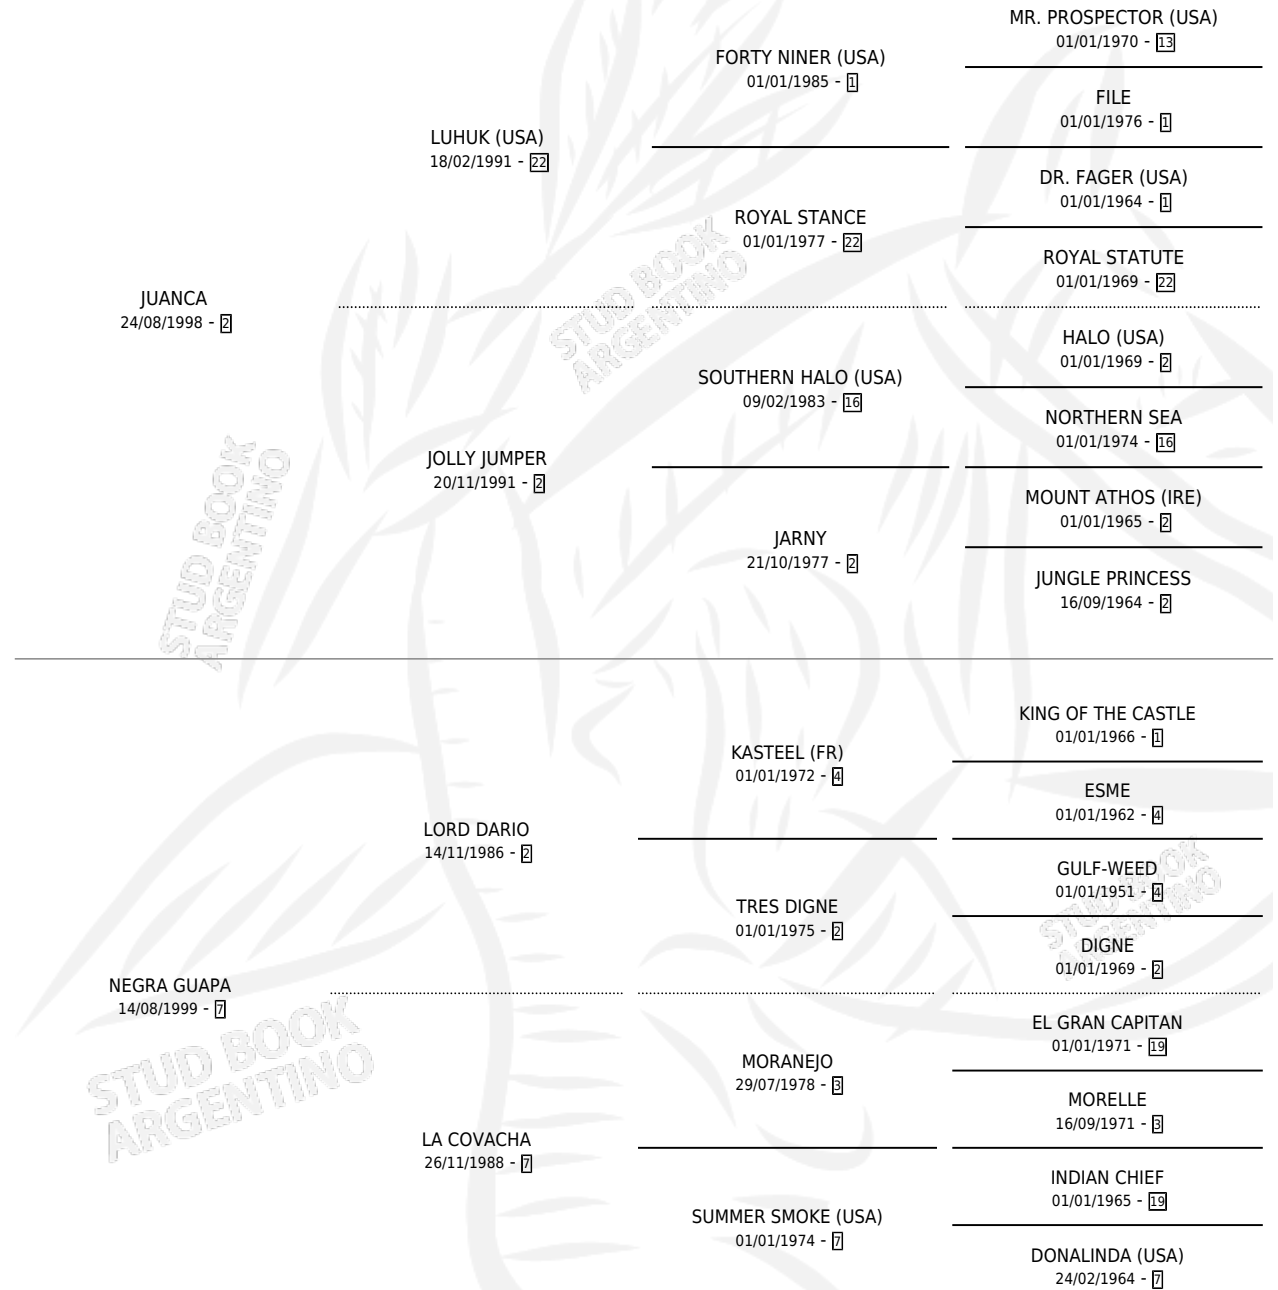 MR. PROSPECTOR (USA)
01/01/1970 - 13
FORTY NINER (USA)
01/01/1985 - 1
FILE
01/01/1976 - 1
LUHUK (USA)
18/02/1991 - 22
DR. FAGER (USA)
01/01/1964 - 1
ROYAL STANCE
01/01/1977 - 22
ROYAL STATUTE
01/01/1969 - 22
JUANCA
24/08/1998 - 2
STUD BOOK
ARGENTINO
HALO (USA)
01/01/1969 - 2
SOUTHERN HALO (USA)
09/02/1983 - 16
NORTHERN SEA
01/01/1974 - 16
JOLLY JUMPER
20/11/1991 - 2
MOUNT ATHOS (IRE)
01/01/1965 - 2
JARNY
21/10/1977 - 2
JUNGLE PRINCESS
16/09/1964 - 2
STUD BOOK
ARGENTINO
KING OF THE CASTLE
01/01/1966 - 1
KASTEEL (FR)
01/01/1972 - 4
ESME
01/01/1962 - 4
LORD DARIO
14/11/1986 - 2
GULF-WEED
01/01/1951 - 4
TRES DIGNE
01/01/1975 - 2
STUD BOOK
ARGENTINO
DIGNE
01/01/1969 - 2
NEGRA GUAPA
14/08/1999 - 7
EL GRAN CAPITAN
01/01/1971 - 19
MORANEJO
29/07/1978 - 3
STUD BOOK
ARGENTINO
MORELLE
16/09/1971 - 3
LA COVACHA
26/11/1988 - 7
INDIAN CHIEF
01/01/1965 - 19
SUMMER SMOKE (USA)
01/01/1974 - 7
DONALINDA (USA)
24/02/1964 - 7